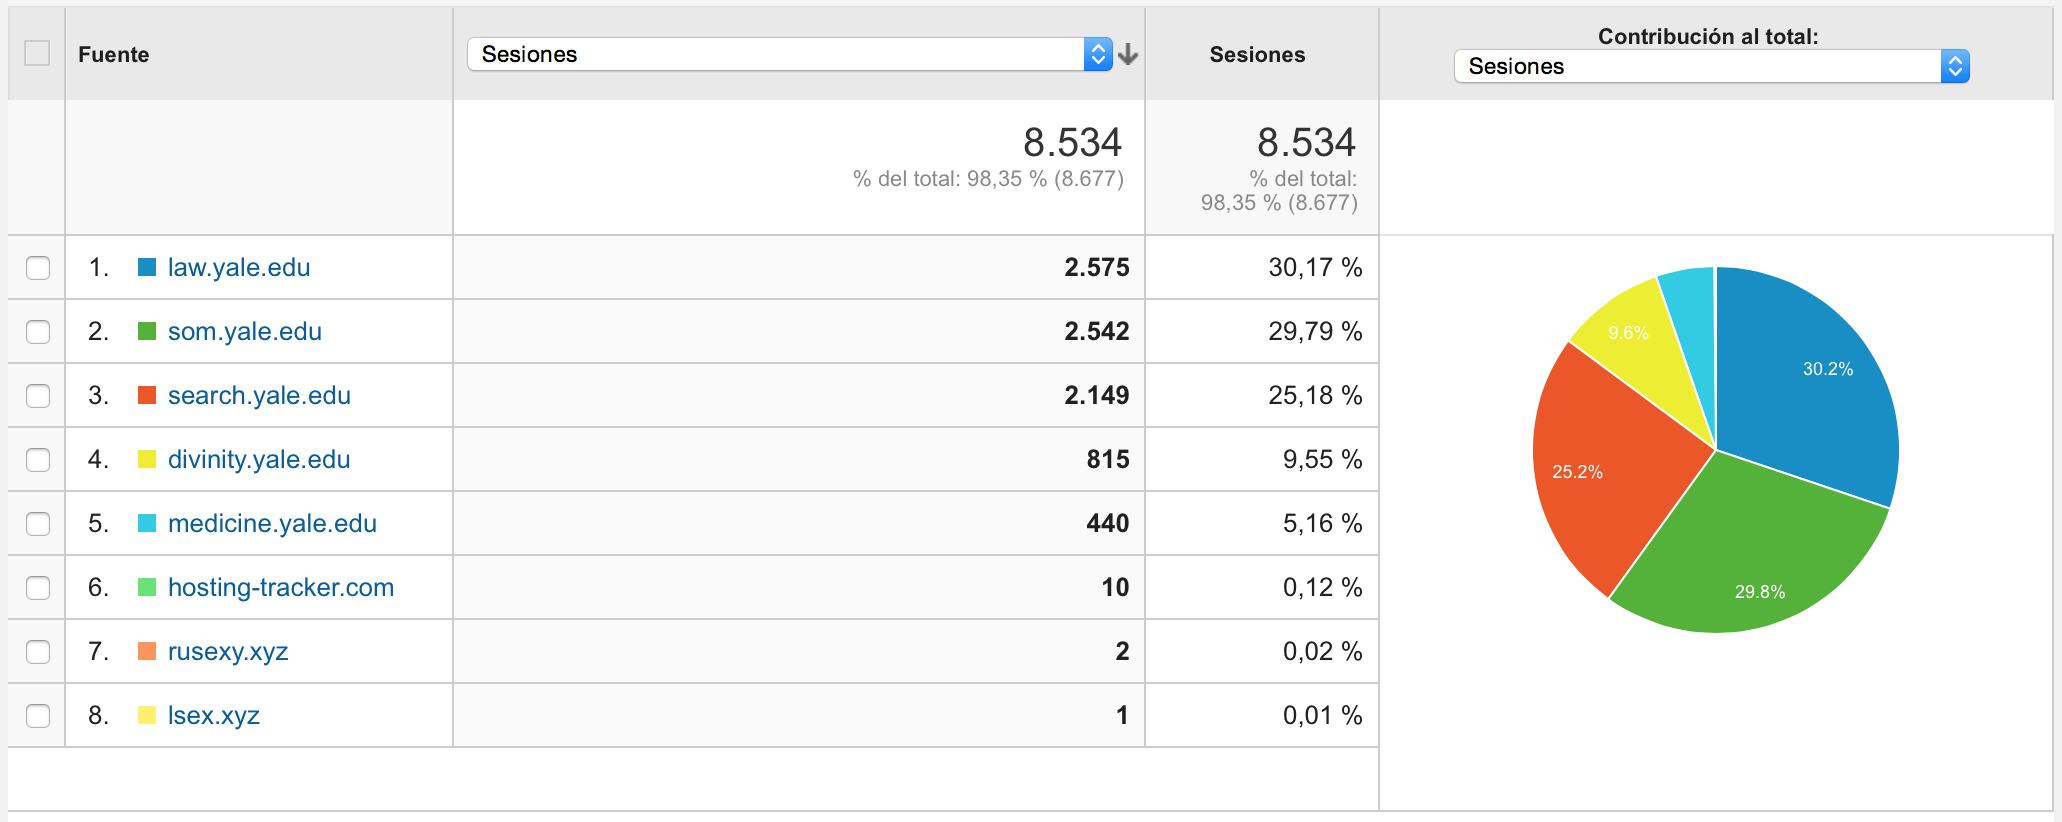 Fuente
Sesiones
Sesiones
Contribución al total:
Sesiones
8.534
% del total: 98,35 % (8.677)
8.534
% del total:
98,35 % (8.677)
1. law.yale.edu 2.575 30,17 %
2. som.yale.edu 2.542 29,79 %
3. search.yale.edu 2.149 25,18 %
4. divinity.yale.edu 815 9,55 %
5. medicine.yale.edu 440 5,16 %
6. hosting-tracker.com 10 0,12 %
7. rusexy.xyz 2 0,02 %
8. lsex.xyz 1 0,01 %
9.6%
30.2%
25.2%
29.8%